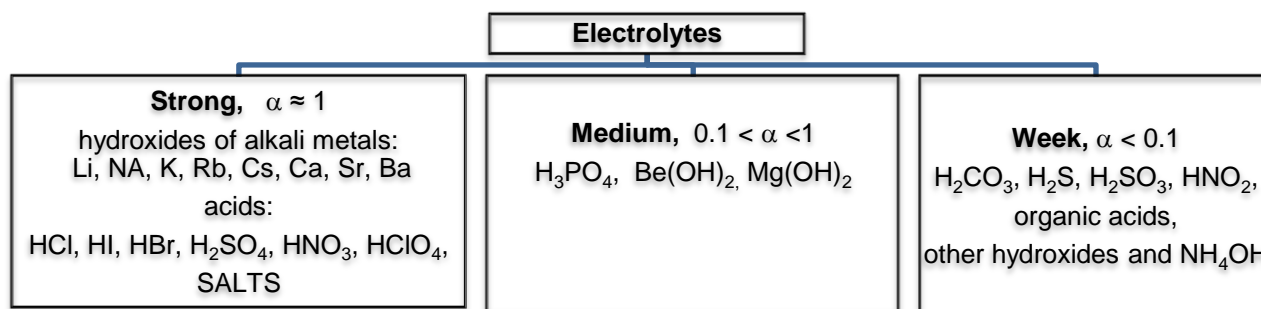 Electrolytes
Strong, α ≈ 1
hydroxides of alkali metals:
Li, NA, K, Rb, Cs, Ca, Sr, Ba
acids:
HCl, HI, HBr, H₂SO₄, HNO₃, HClO₄,
SALTS
Medium, 0.1 < α <1
H₃PO₄, Be(OH)₂, Mg(OH)₂
Week, α < 0.1
H₂CO₃, H₂S, H₂SO₃, HNO₂,
organic acids,
other hydroxides and NH₄OH